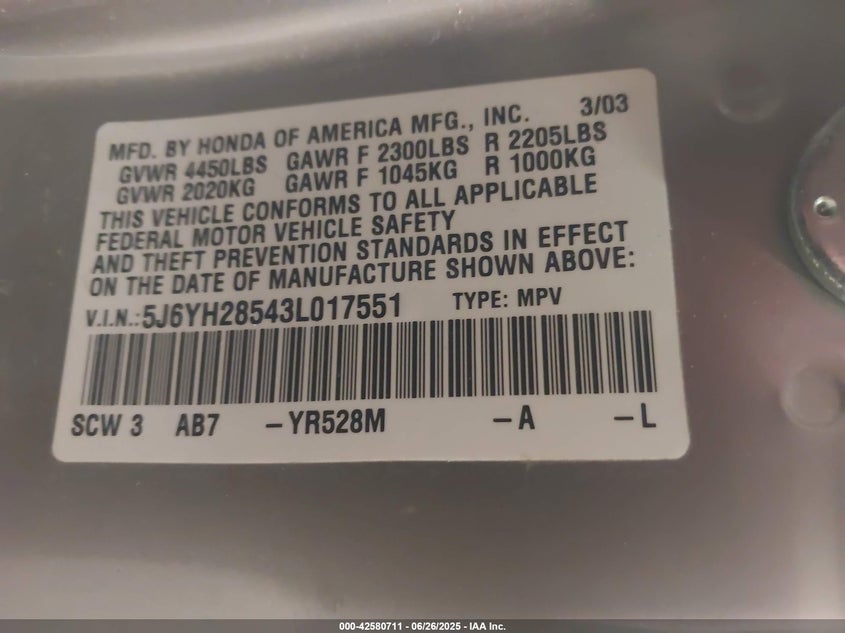 MFD. BY HONDA OF AMERICA MFG., INC. 3/03
GVWR 4450LBS GAWR F 2300LBS R 2205LBS
GVWR 2020KG GAWR F 1045KG R 1000KG
THIS VEHICLE CONFORMS TO ALL APPLICABLE
FEDERAL MOTOR VEHICLE SAFETY
AND THEFT PREVENTION STANDARDS IN EFFECT
ON THE DATE OF MANUFACTURE SHOWN ABOVE:
V.I.N.: 5J6YH28543L017551 TYPE: MPV
SCW 3 AB7 -YR528M -A -L
000-42580711 - 06/26/2025 - IAA Inc.